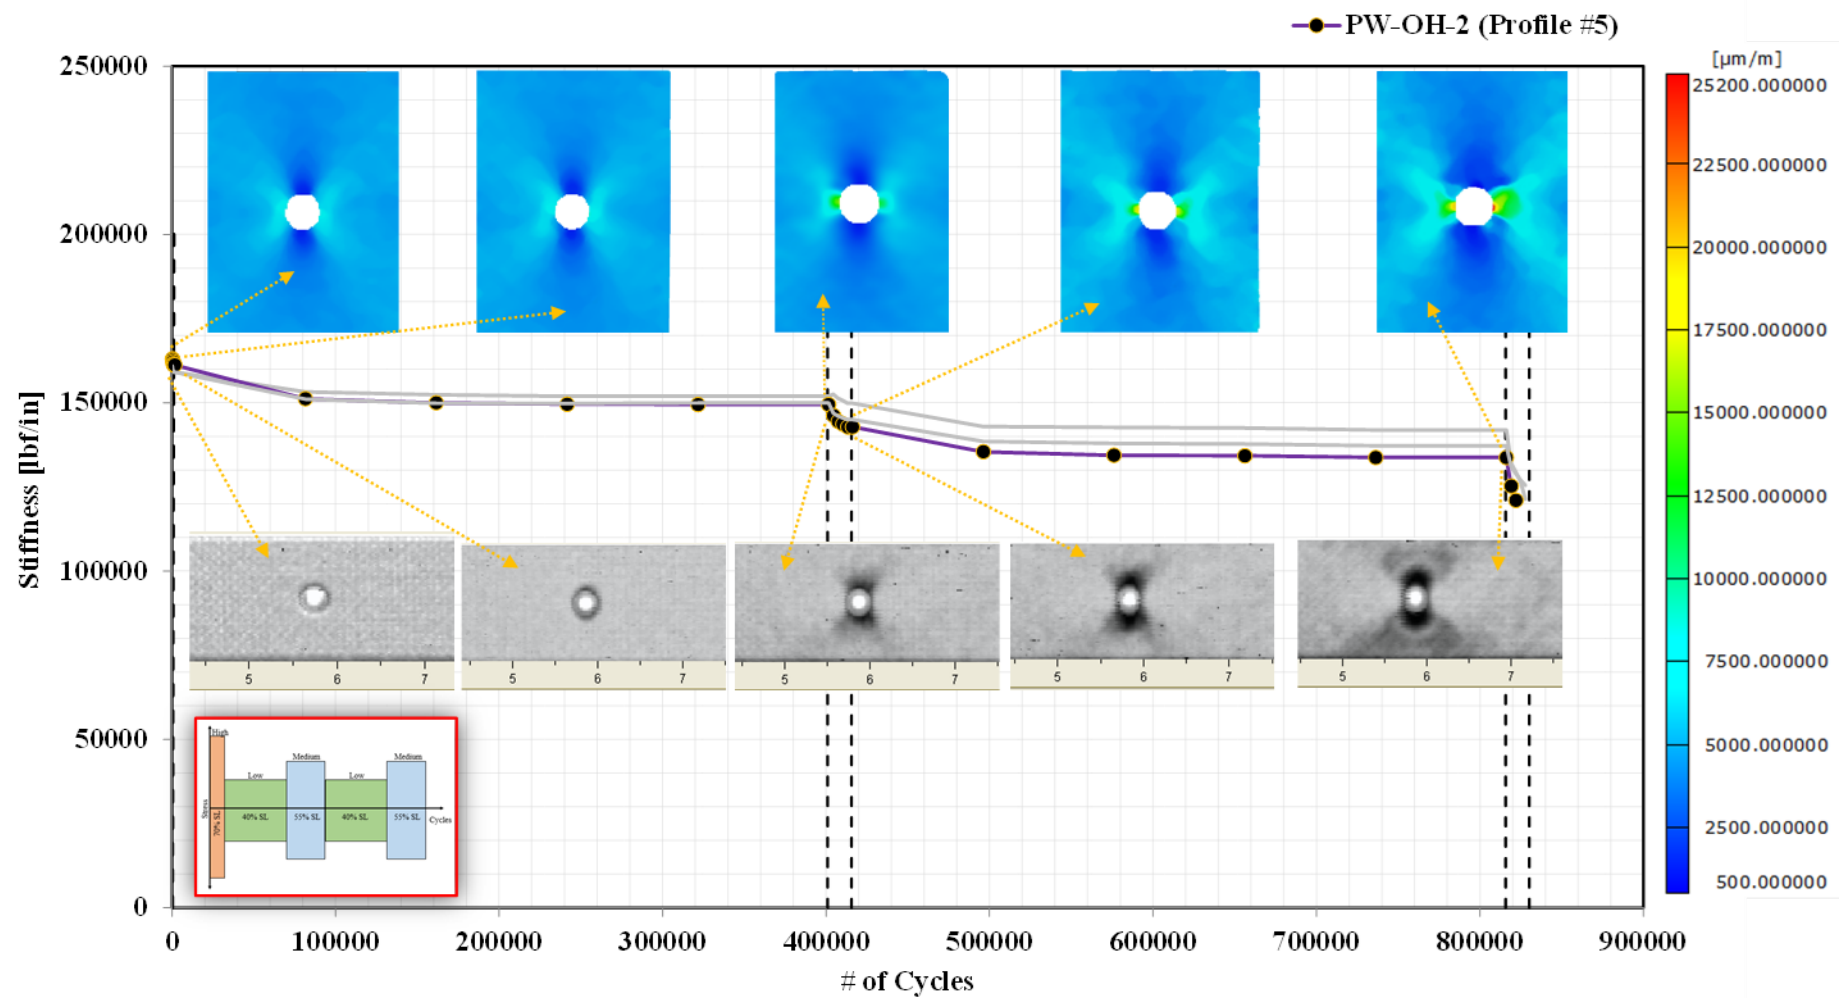 PW-OH-2 (Profile #5)
[µm/m]
25200.000000
22500.000000
20000.000000
17500.000000
15000.000000
12500.000000
10000.000000
7500.000000
5000.000000
2500.000000
500.000000
Stiffness [lbf/in]
250000
200000
150000
100000
50000
0
5 6 7
5 6 7
5 6 7
5 6 7
5 6 7
High
Medium Medium
Low Low
Stress
70% SL 40% SL 55% SL 40% SL 55% SL
Cycles
0 100000 200000 300000 400000 500000 600000 700000 800000 900000
# of Cycles